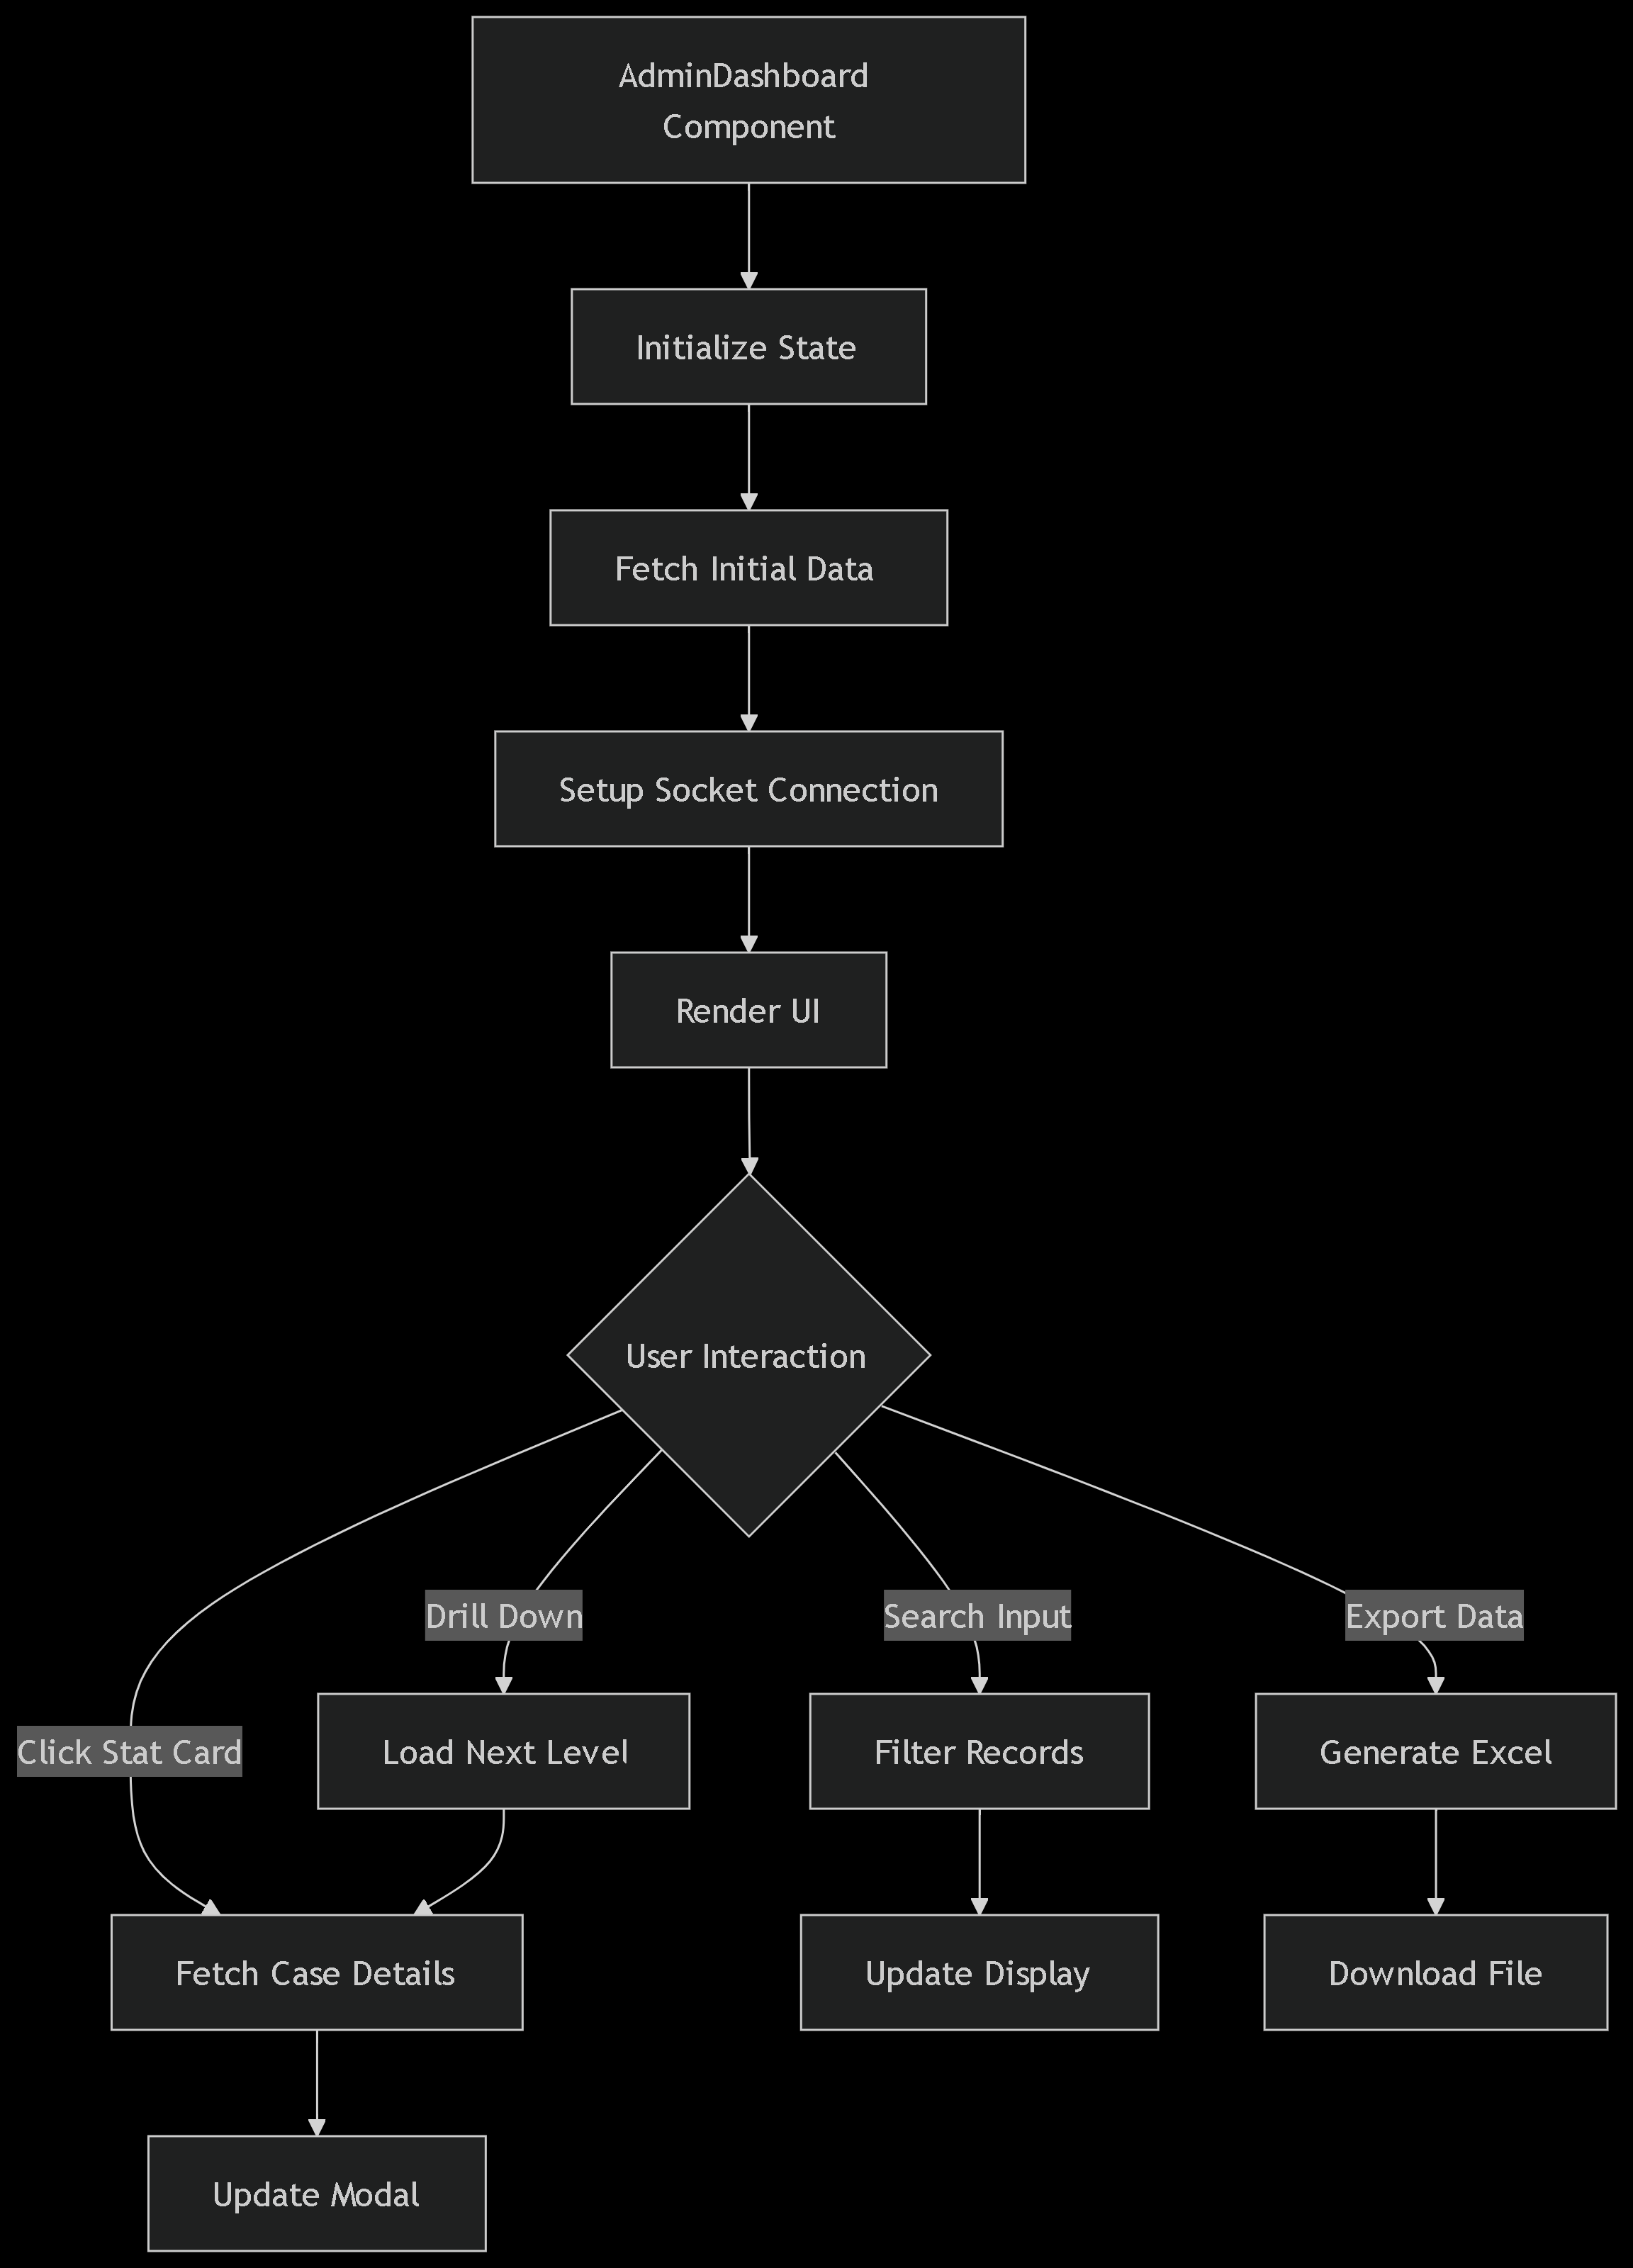 AdminDashboard
Component
Initialize State
Fetch Initial Data
Setup Socket Connection
Render UI
User Interaction
Drill Down
Search Input
Export Data
Click Stat Card
Load Next Level
Filter Records
Generate Excel
Fetch Case Details
Update Display
Download File
Update Modal